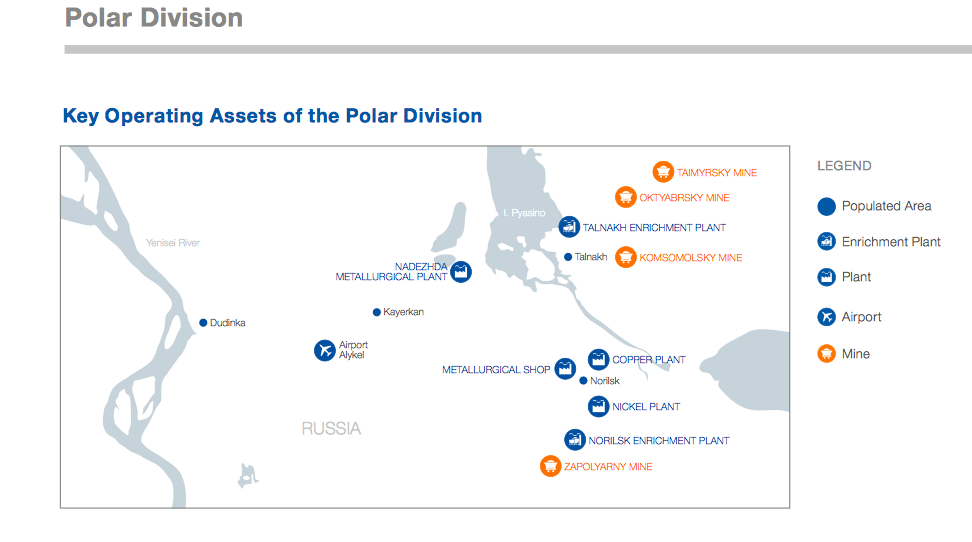 Polar Division
Key Operating Assets of the Polar Division
TAIMYRSKY MINE
OKTYABRSKY MINE
I. Pyasino
TALNAKH ENRICHMENT PLANT
Yenisei River
Talnakh
KOMSOMOLSKY MINE
NADEZHDA
METALLURGICAL PLANT
Kayerkan
Dudinka
Airport
Alykel
COPPER PLANT
METALLURGICAL SHOP
Norilsk
NICKEL PLANT
RUSSIA
NORILSK ENRICHMENT PLANT
ZAPOLYARNY MINE
LEGEND
Populated Area
Enrichment Plant
Plant
Airport
Mine